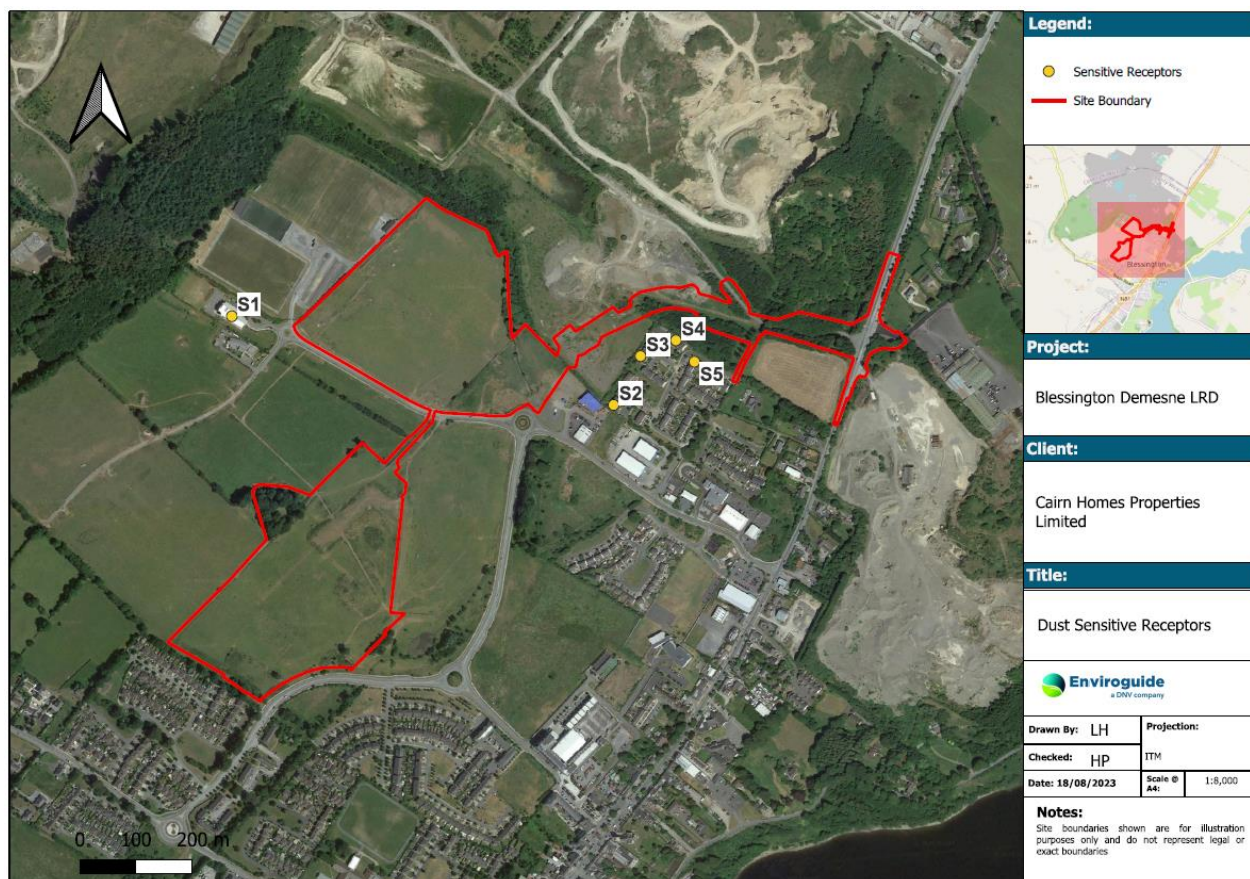 S1
S2
S3
S4
S5
0. 100 200 m
Legend:
Sensitive Receptors
Site Boundary
Blessington
N81
Project:
Blessington Demesne LRD
Client:
Cairn Homes Properties
Limited
Title:
Dust Sensitive Receptors
Enviroguide
a DNV company
Drawn By: LH
Projection:
ITM
Checked: HP
Date: 18/08/2023
Scale @
A4:
1:8,000
Notes:
Site boundaries shown are for illustration
purposes only and do not represent legal or
exact boundaries